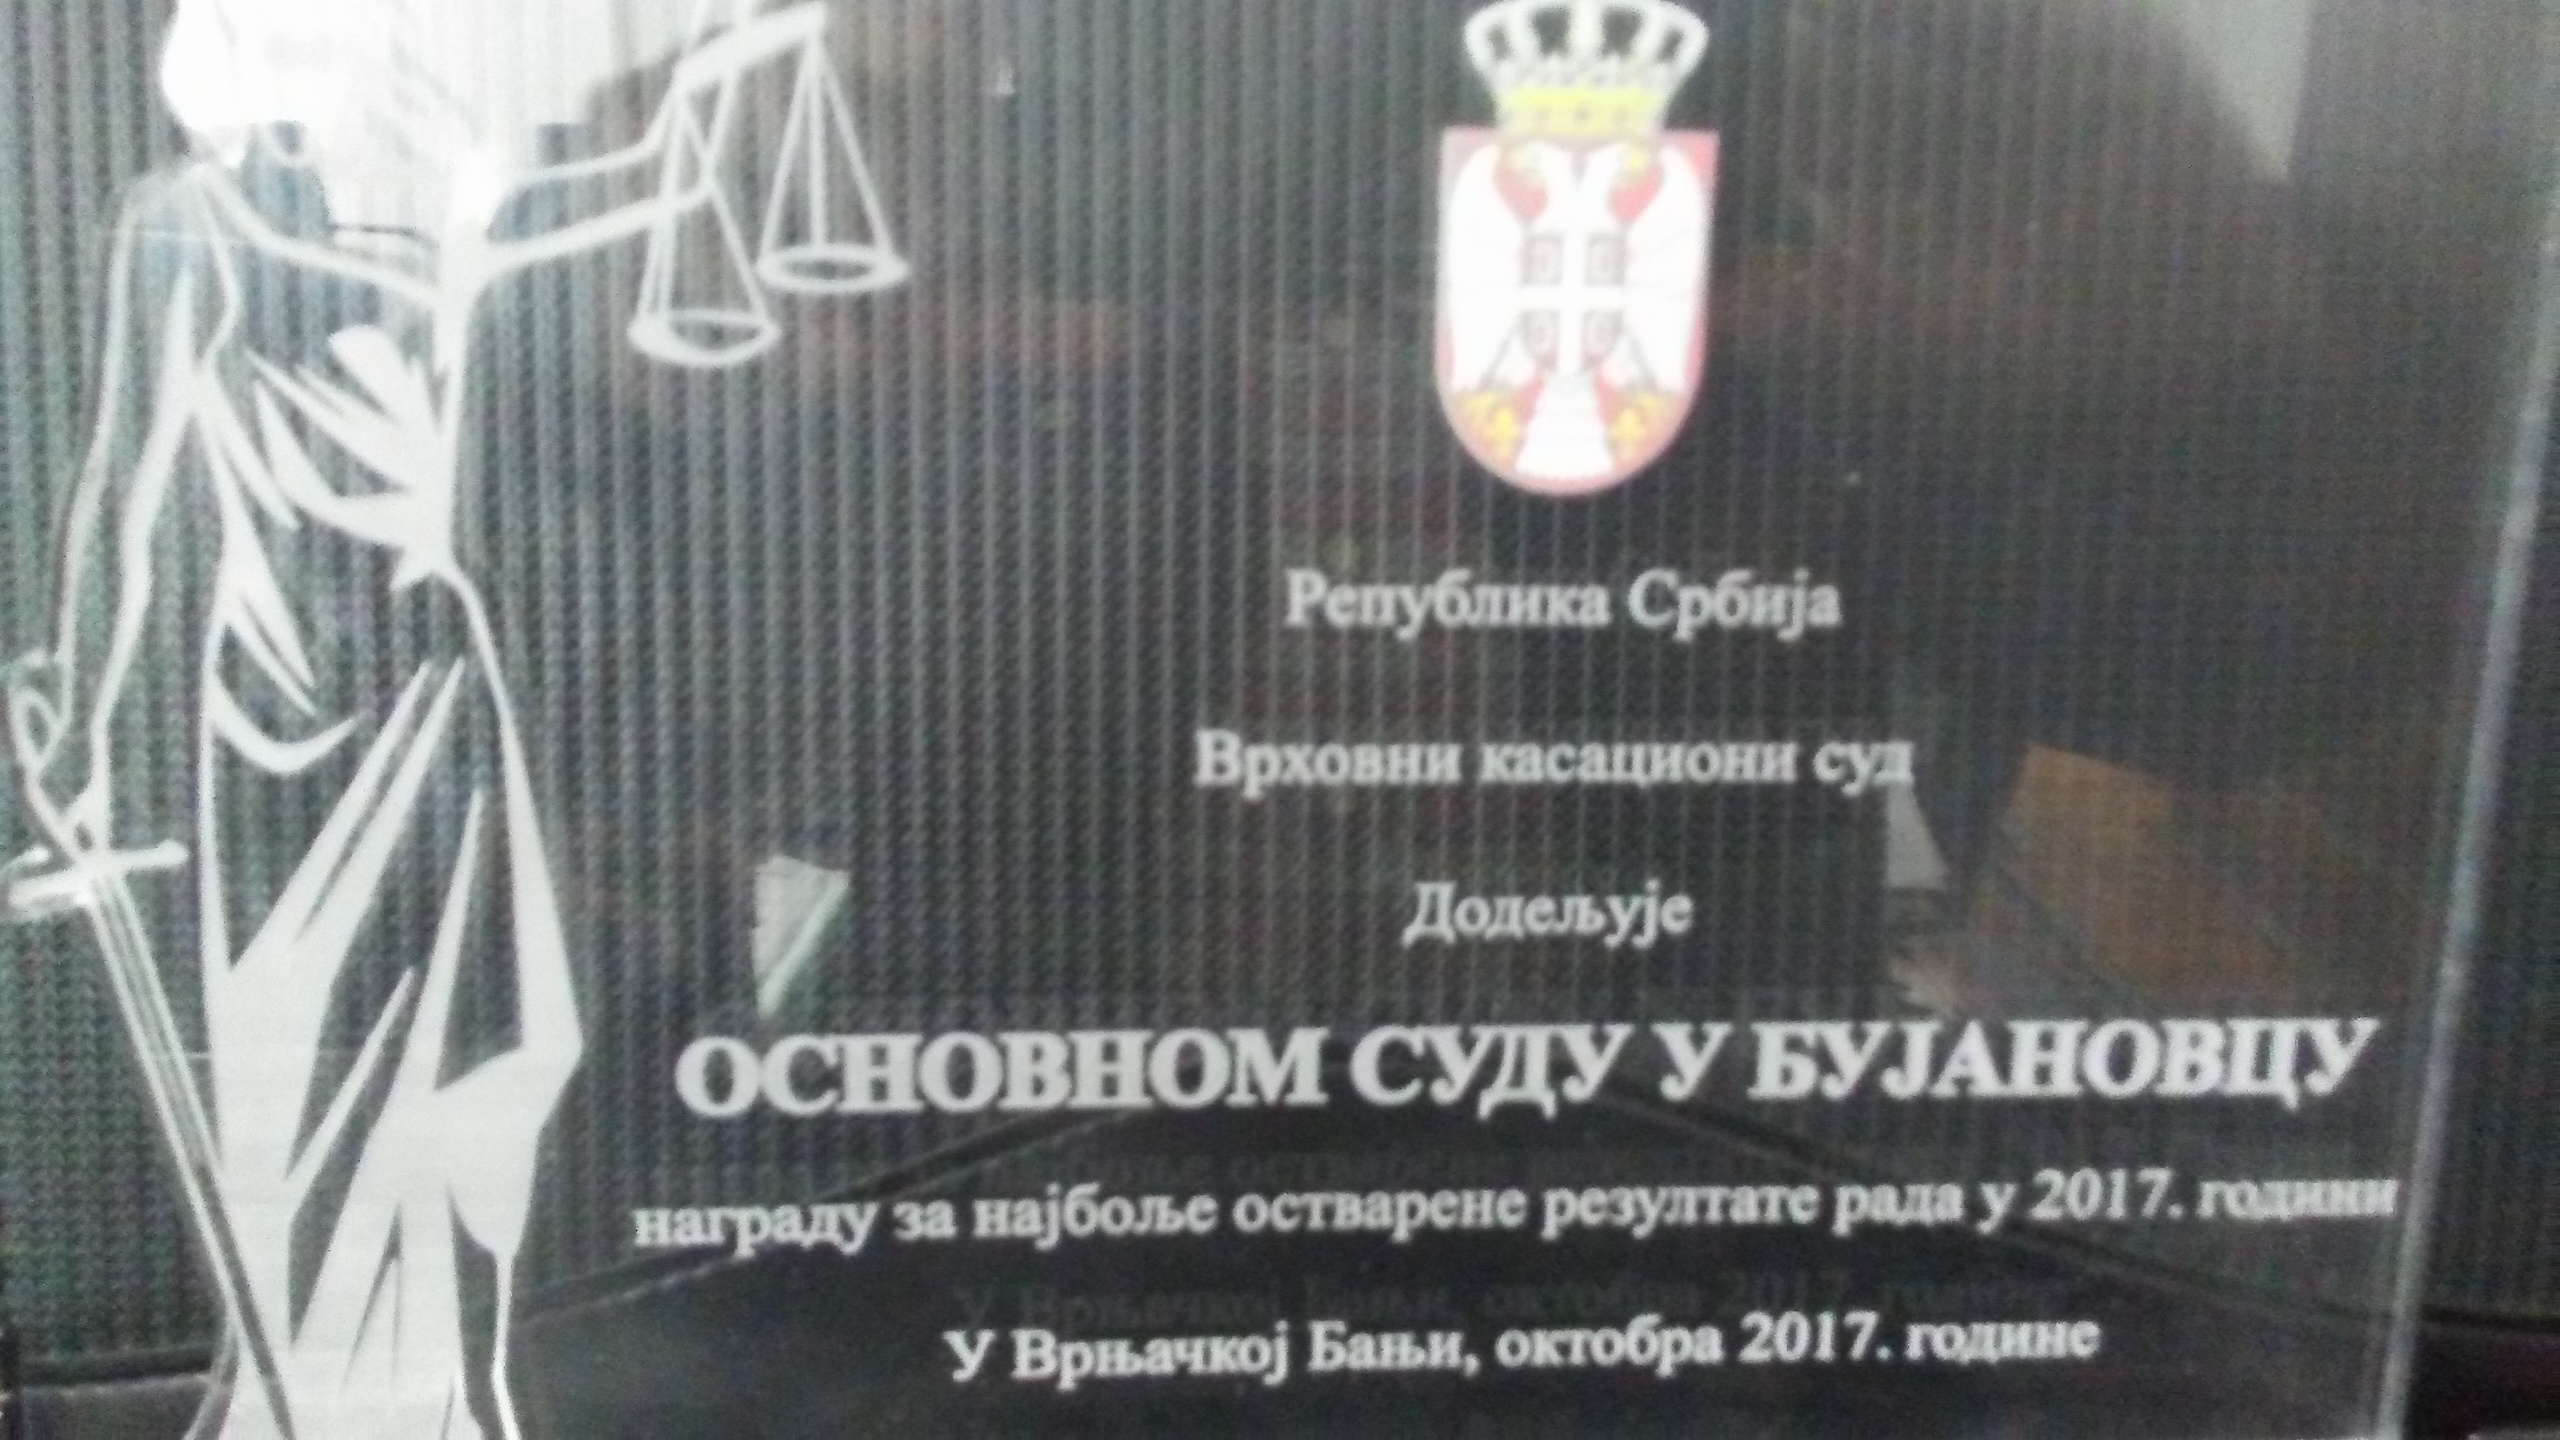 Република Србија
Врховни касациони суд
Додељује
ОСНОВНОМ СУДУ У БУЈАНОВЦУ
награду за најбоље остварене резултате рада у 2017. години
У Врњачкој Бањи, октобра 2017. године